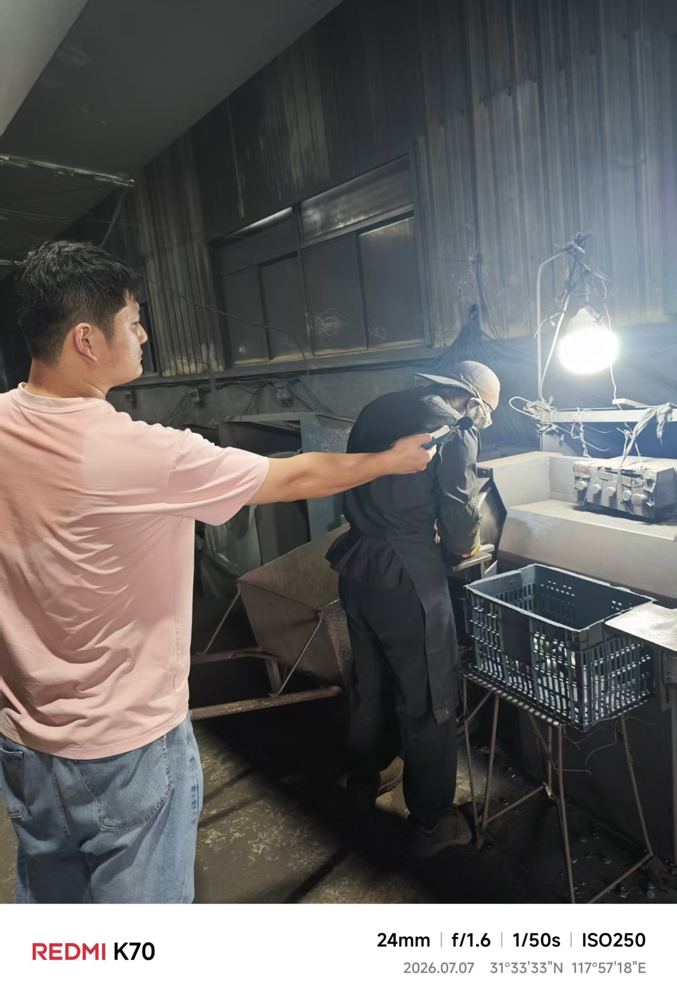 REDMI K70
24mm | f/1.6 | 1/50s | ISO250
2026.07.07 31°33'33"N 117°57'18"E